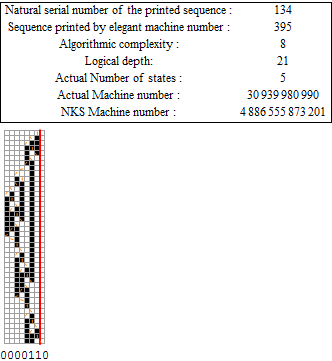 Natural serial number of the printed sequence : 134
Sequence printed by elegant machine number : 395
Algorithmic complexity : 8
Logical depth: 21
Actual Number of states : 5
Actual Machine number : 30 939 980 990
NKS Machine number : 4 886 555 873 201
0000110